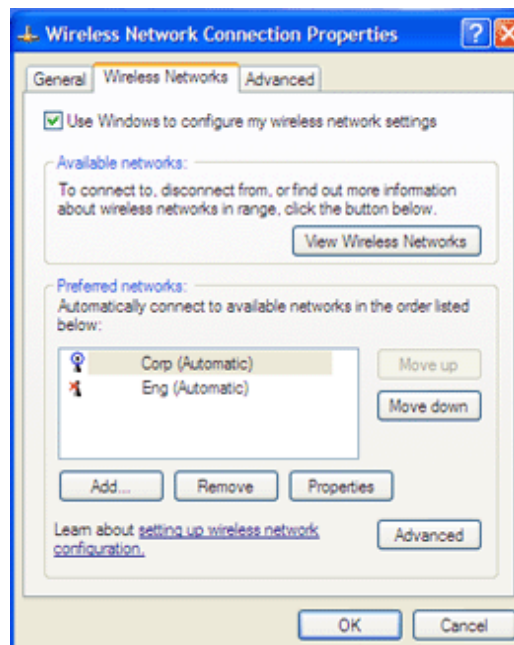 Wireless Network Connection Properties
General Wireless Networks Advanced
Use Windows to configure my wireless network settings
Available networks:
To connect to, disconnect from, or find out more information
about wireless networks in range, click the button below.
View Wireless Networks
Preferred networks:
Automatically connect to available networks in the order listed
below:
Corp (Automatic)
Move up
Eng (Automatic)
Move down
Add... Remove Properties
Learn about setting up wireless network
configuration.
Advanced
OK Cancel